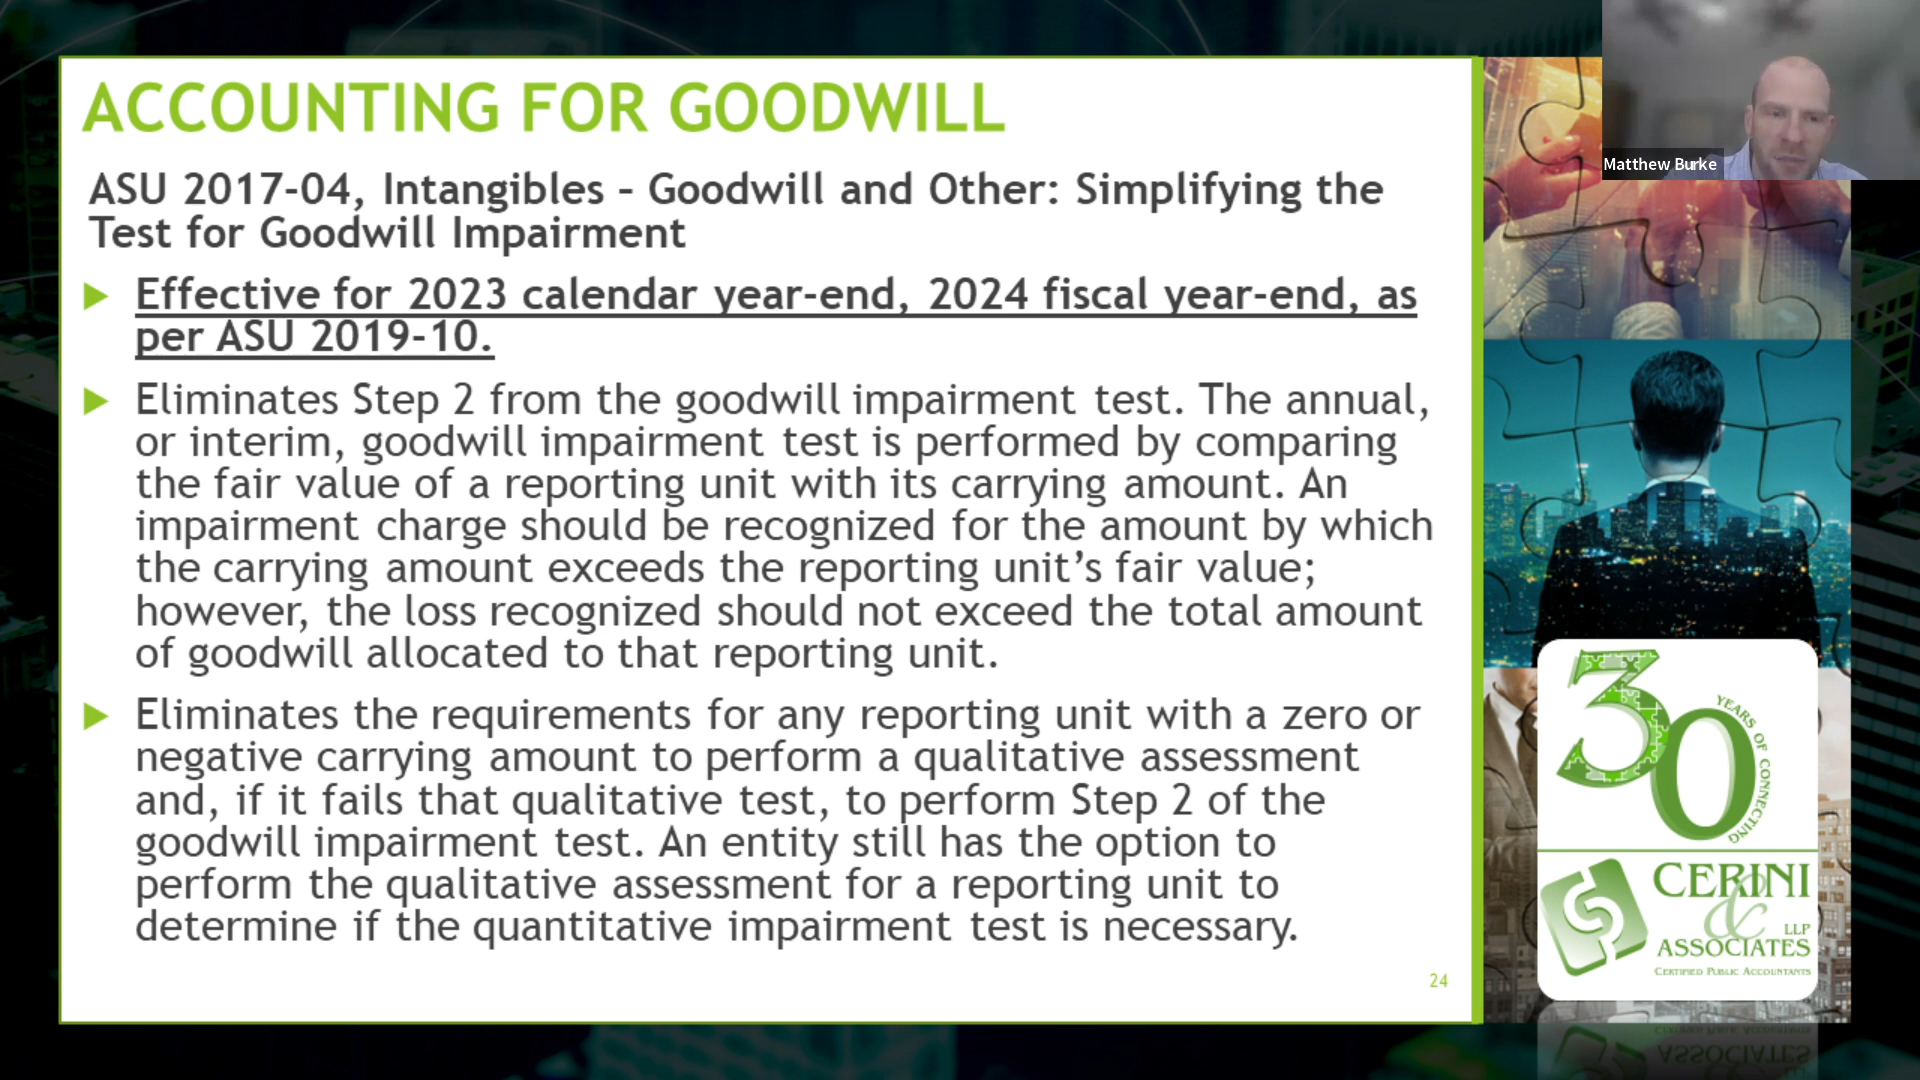 ACCOUNTING FOR GOODWILL
ASU 2017-04, Intangibles – Goodwill and Other: Simplifying the
Test for Goodwill Impairment
Effective for 2023 calendar year-end, 2024 fiscal year-end, as
per ASU 2019-10.
Eliminates Step 2 from the goodwill impairment test. The annual,
or interim, goodwill impairment test is performed by comparing
the fair value of a reporting unit with its carrying amount. An
impairment charge should be recognized for the amount by which
the carrying amount exceeds the reporting unit’s fair value;
however, the loss recognized should not exceed the total amount
of goodwill allocated to that reporting unit.
Eliminates the requirements for any reporting unit with a zero or
negative carrying amount to perform a qualitative assessment
and, if it fails that qualitative test, to perform Step 2 of the
goodwill impairment test. An entity still has the option to
perform the qualitative assessment for a reporting unit to
determine if the quantitative impairment test is necessary.
24
Matthew Burke
30
YEARS OF CONNECTING
CERINI
&
LLP
ASSOCIATES
CERTIFIED PUBLIC ACCOUNTANTS